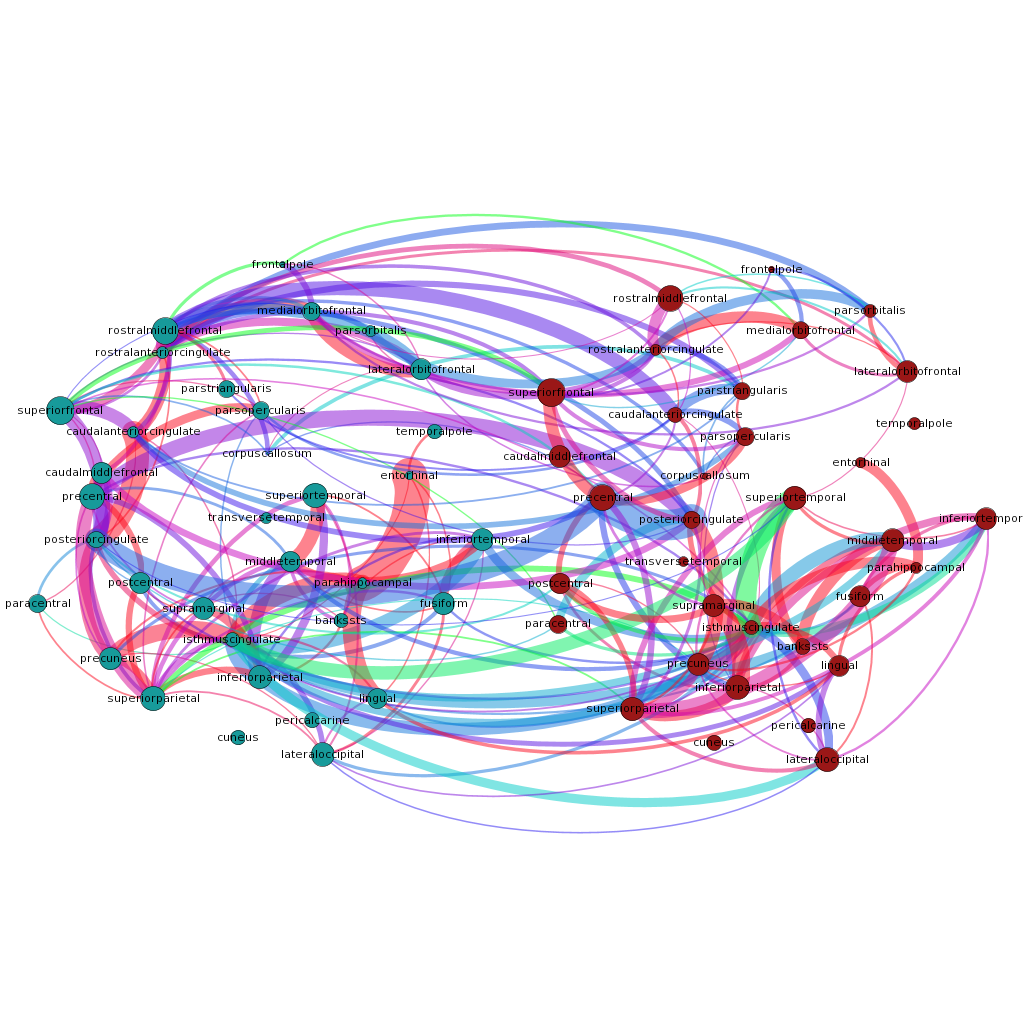 frontalpole
frontalpole
rostralmiddlefrontal
medialorbitofrontal
parsorbitalis
rostralmiddlefrontal
parsorbitalis
medialorbitofrontal
rostralanteriorcingulate
rostralanteriorcingulate
lateralorbitofrontal
lateralorbitofrontal
parstriangularis
superiorfrontal
parstriangularis
superiorfrontal
parsopercularis
caudalanteriorcingulate
temporalpole
caudalanteriorcingulate
temporalpole
parsopercularis
corpuscallosum
caudalmiddlefrontal
entorhinal
caudalmiddlefrontal
entorhinal
corpuscallosum
precentral
superiortemporal
precentral
superiortemporal
transversetemporal
posteriorcingulate
inferiortempor
posteriorcingulate
inferiortemporal
middletemporal
middletemporal
transversetemporal
parahippocampal
postcentral
parahippocampal
postcentral
fusiform
paracentral
supramarginal
fusiform
supramarginal
bankssts
paracentral
isthmuscingulate
isthmuscingulate
bankssts
precuneus
precuneus
lingual
inferiorparietal
inferiorparietal
superiorparietal
lingual
superiorparietal
pericalcarine
pericalcarine
cuneus
cuneus
lateraloccipital
lateraloccipital